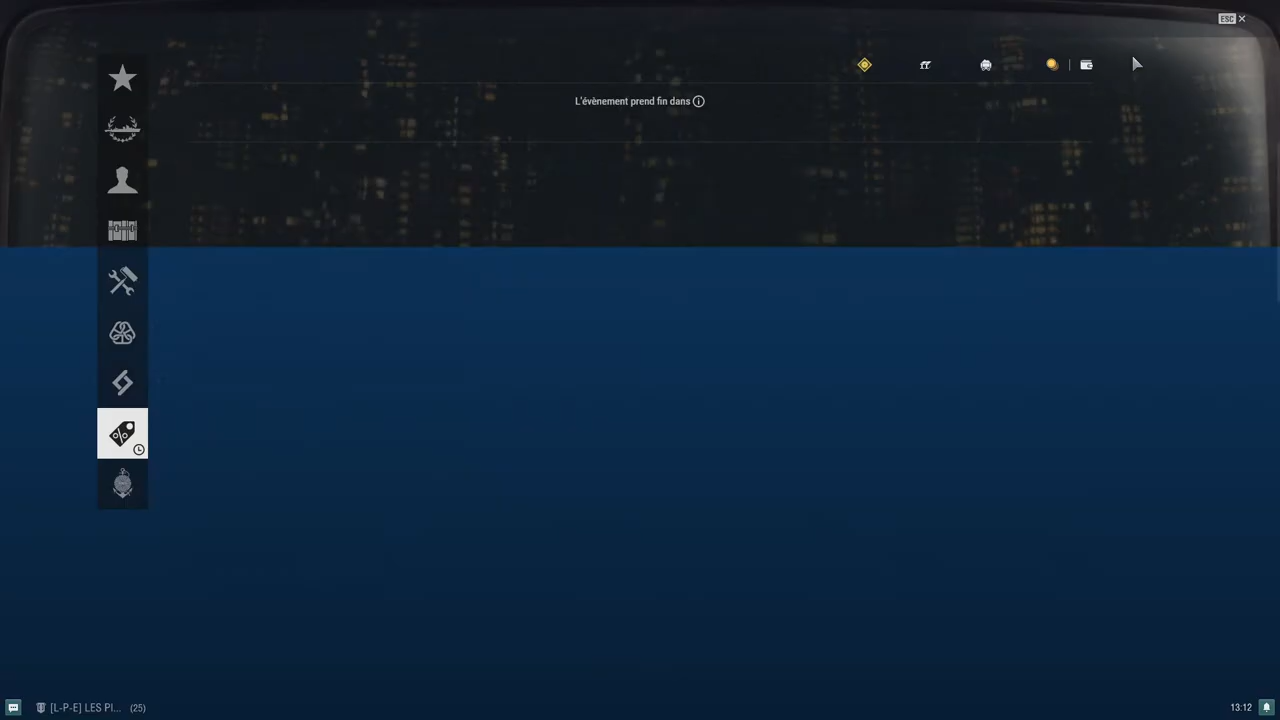 ESC
L'évènement prend fin dans
[L-P-E] LES PI... (25)
13:12